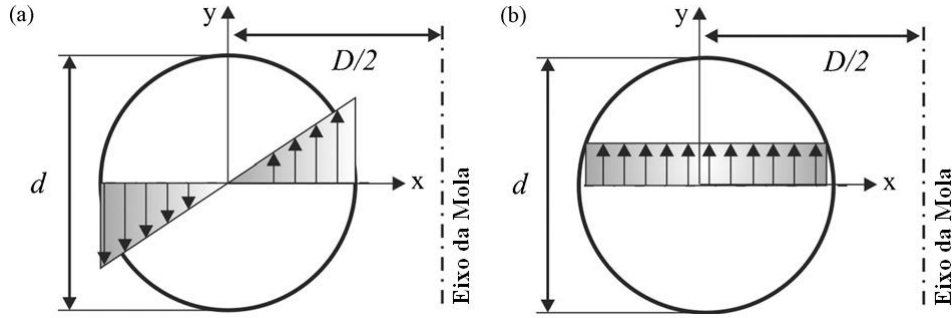 (a)
y
D/2
d
x
Eixo da Mola
(b)
y
D/2
d
x
Eixo da Mola